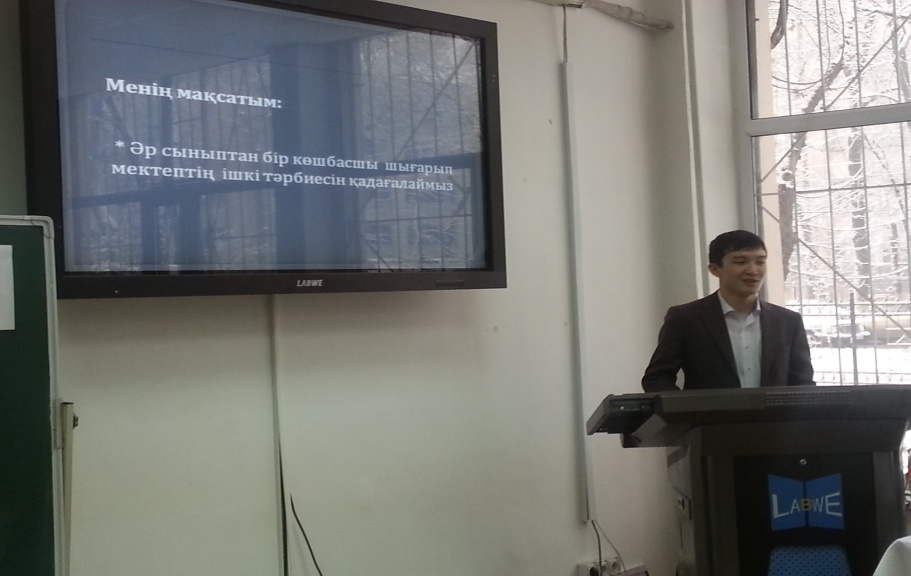 Менің мақсатым:
* Әр сыныптан бір көшбасшы шығарып
мектептің ішкі тәрбиесін қадағалаймыз
LABWE
LABWE